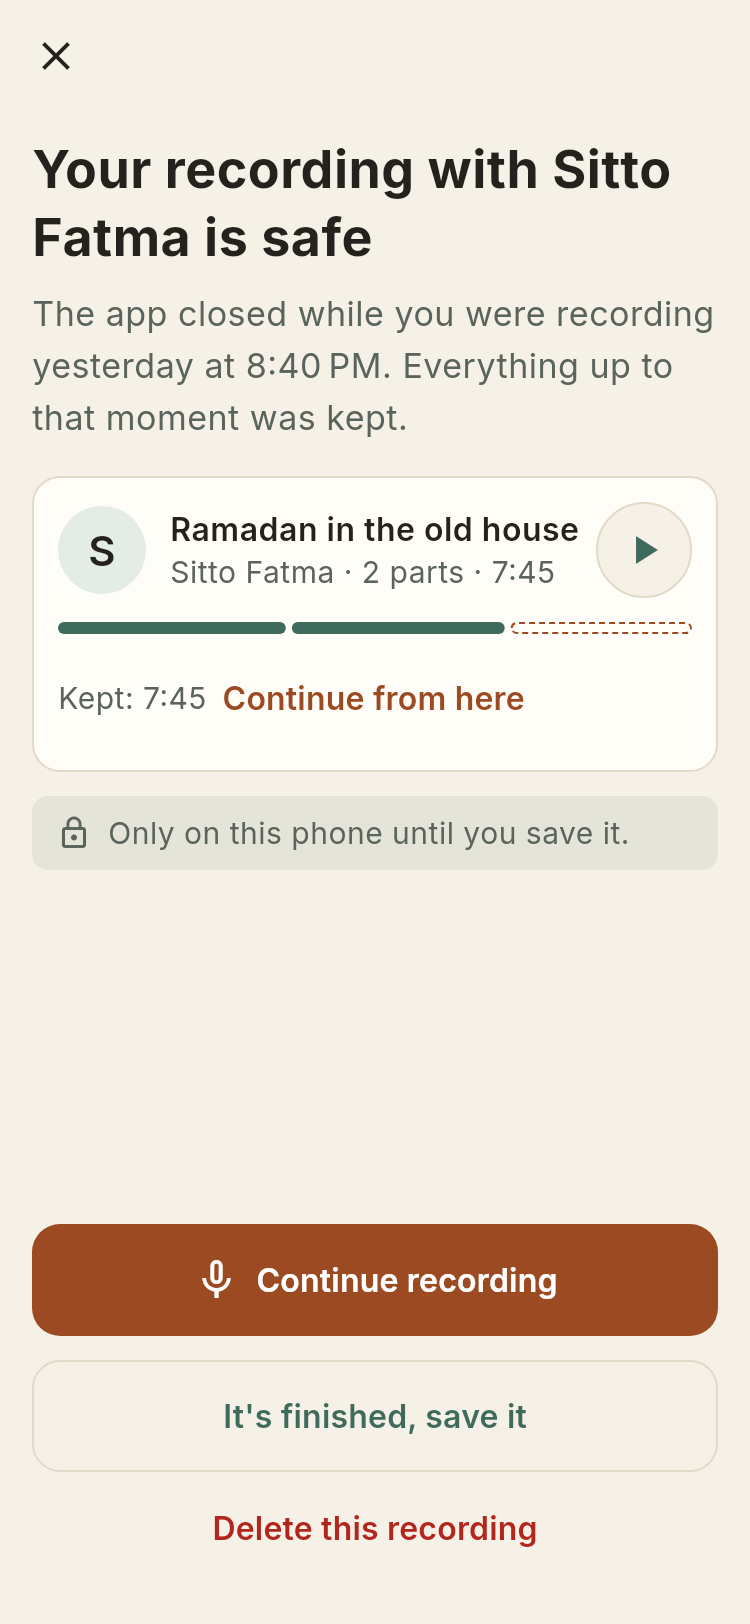 Your recording with Sitto
Fatma is safe
The app closed while you were recording
yesterday at 8:40 PM. Everything up to
that moment was kept.
S
Ramadan in the old house
Sitto Fatma · 2 parts · 7:45
Kept: 7:45 Continue from here
Only on this phone until you save it.
Continue recording
It's finished, save it
Delete this recording